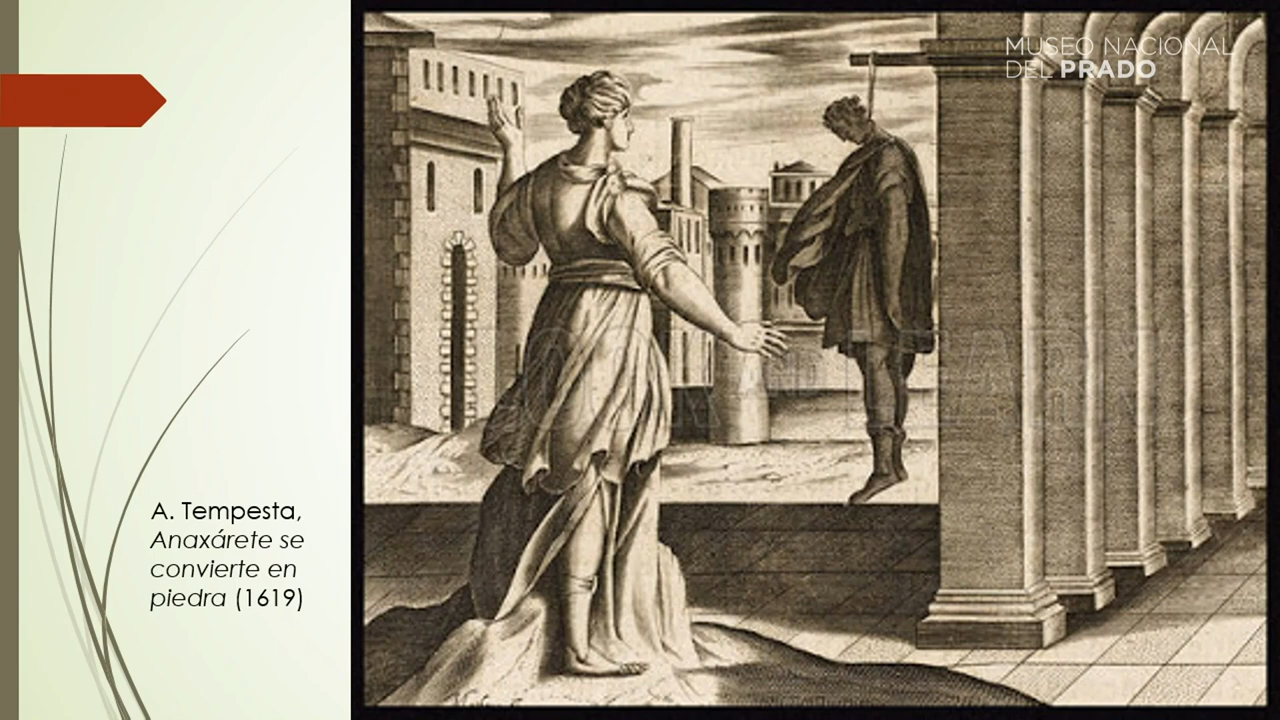 MUSEO NACIONAL
DEL PRADO
A. Tempesta,
Anaxárete se
convierte en
piedra (1619)